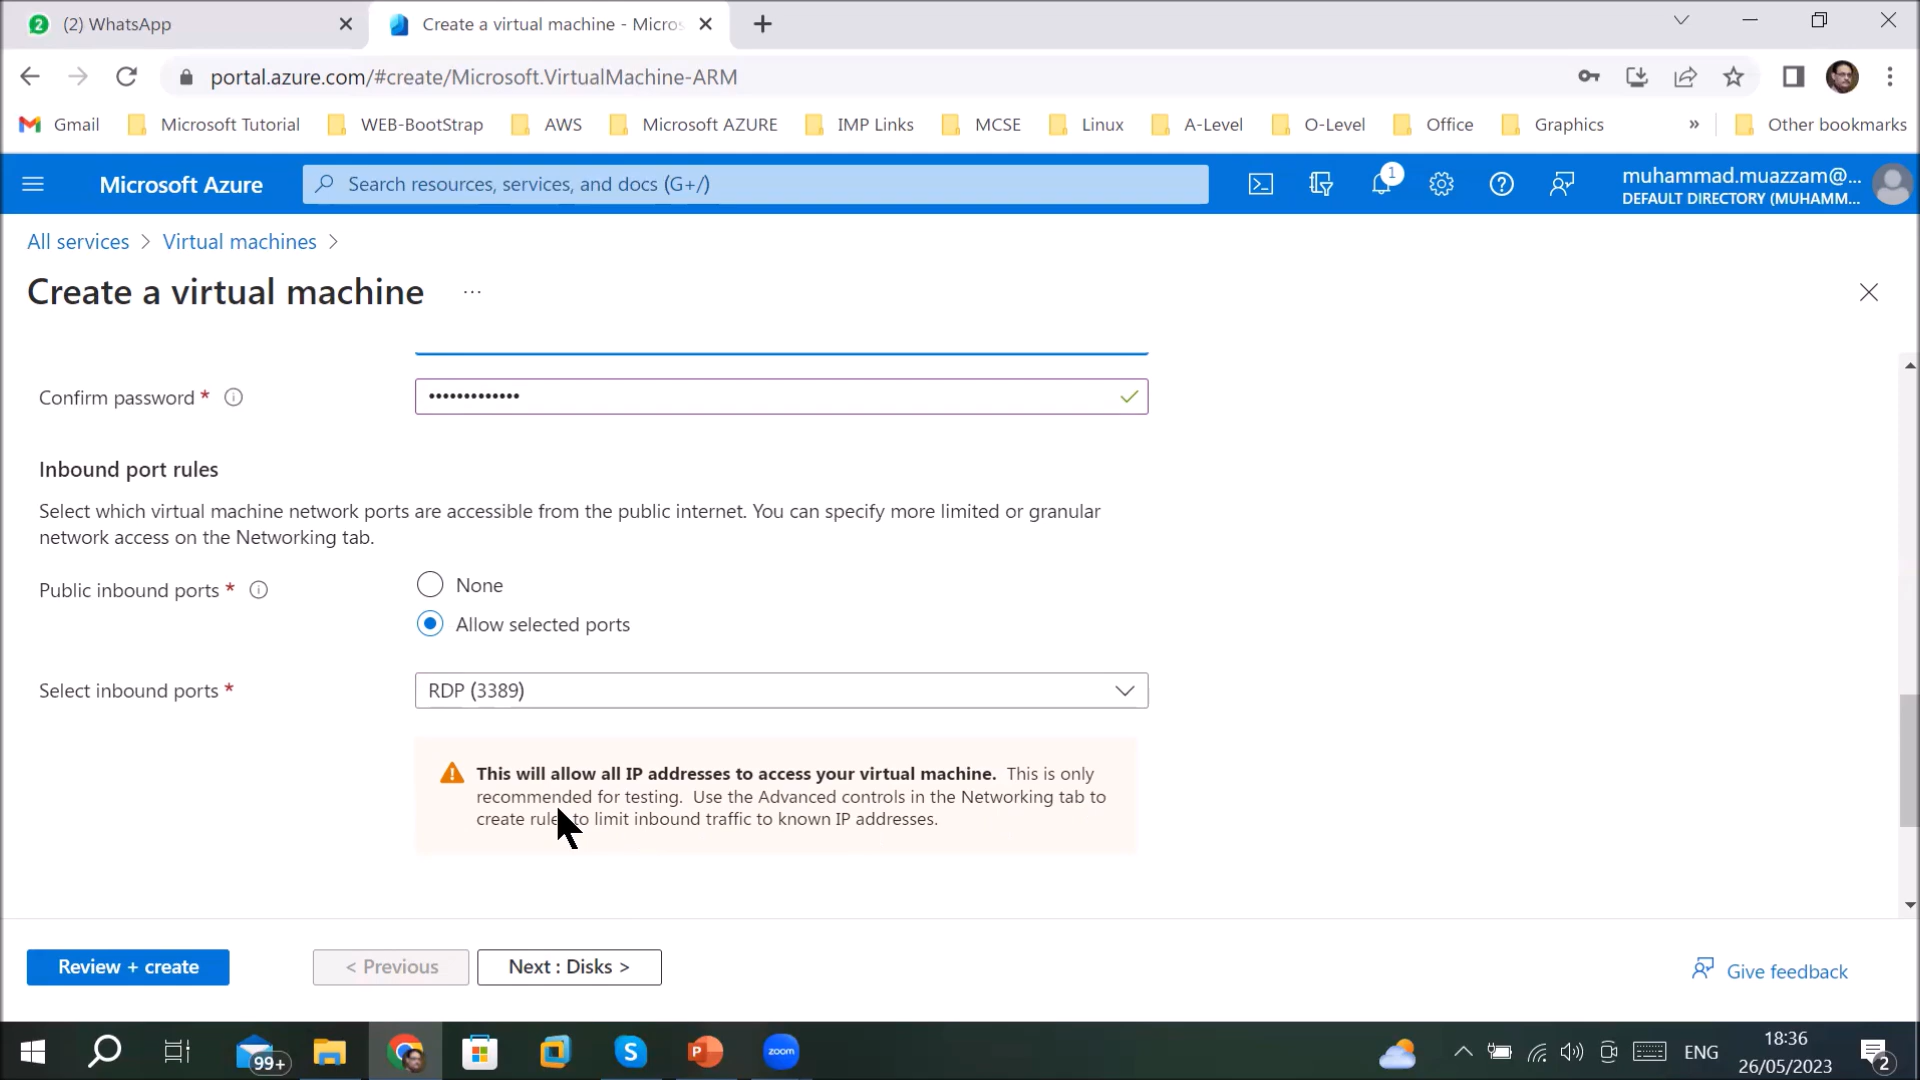 2 (2) WhatsApp
Create a virtual machine - Micros
portal.azure.com/#create/Microsoft.VirtualMachine-ARM
Gmail Microsoft Tutorial WEB-BootStrap AWS Microsoft AZURE IMP Links MCSE Linux A-Level O-Level Office Graphics » Other bookmarks
Microsoft Azure
Search resources, services, and docs (G+/)
1
muhammad.muazzam@...
DEFAULT DIRECTORY (MUHAMM...
All services > Virtual machines >
Create a virtual machine ...
Confirm password *
•••••••••••••
Inbound port rules
Select which virtual machine network ports are accessible from the public internet. You can specify more limited or granular
network access on the Networking tab.
Public inbound ports *
None
Allow selected ports
Select inbound ports *
RDP (3389)
This will allow all IP addresses to access your virtual machine. This is only
recommended for testing. Use the Advanced controls in the Networking tab to
create rules to limit inbound traffic to known IP addresses.
Review + create
< Previous
Next : Disks >
Give feedback
99+
S
P
zoom
ENG
18:36
26/05/2023
2